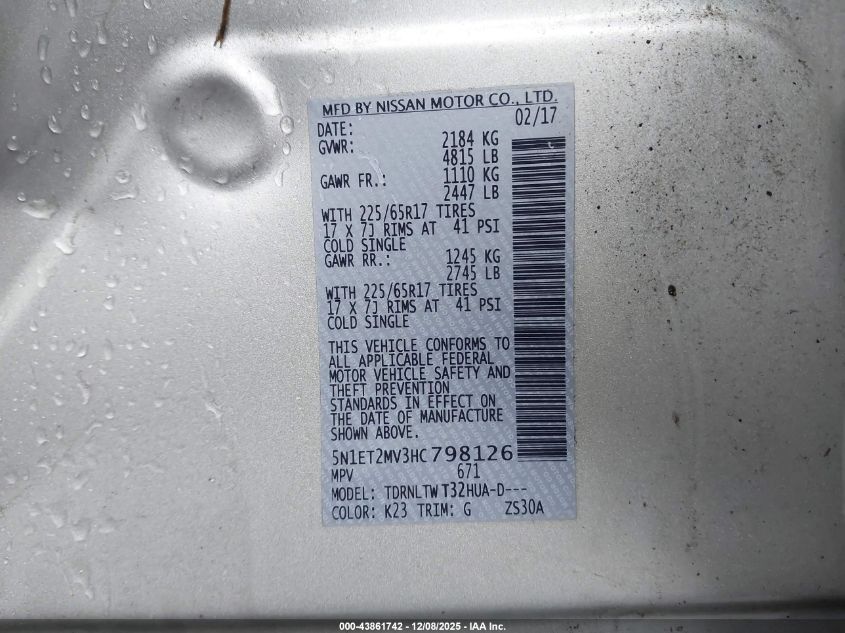 MFD BY NISSAN MOTOR CO., LTD.
DATE: 02/17
GVWR: 2184 KG
4815 LB
GAWR FR.: 1110 KG
2447 LB
WITH 225/65R17 TIRES
17 X 7J RIMS AT 41 PSI
COLD SINGLE
GAWR RR.: 1245 KG
2745 LB
WITH 225/65R17 TIRES
17 X 7J RIMS AT 41 PSI
COLD SINGLE
THIS VEHICLE CONFORMS TO
ALL APPLICABLE FEDERAL
MOTOR VEHICLE SAFETY AND
THEFT PREVENTION
STANDARDS IN EFFECT ON
THE DATE OF MANUFACTURE
SHOWN ABOVE.
5N1ET2MV3HC798126
MPV 671
MODEL: TDRNLTW T32HUA-D---
COLOR: K23 TRIM: G ZS30A
000-43861742 - 12/08/2025 - IAA Inc.